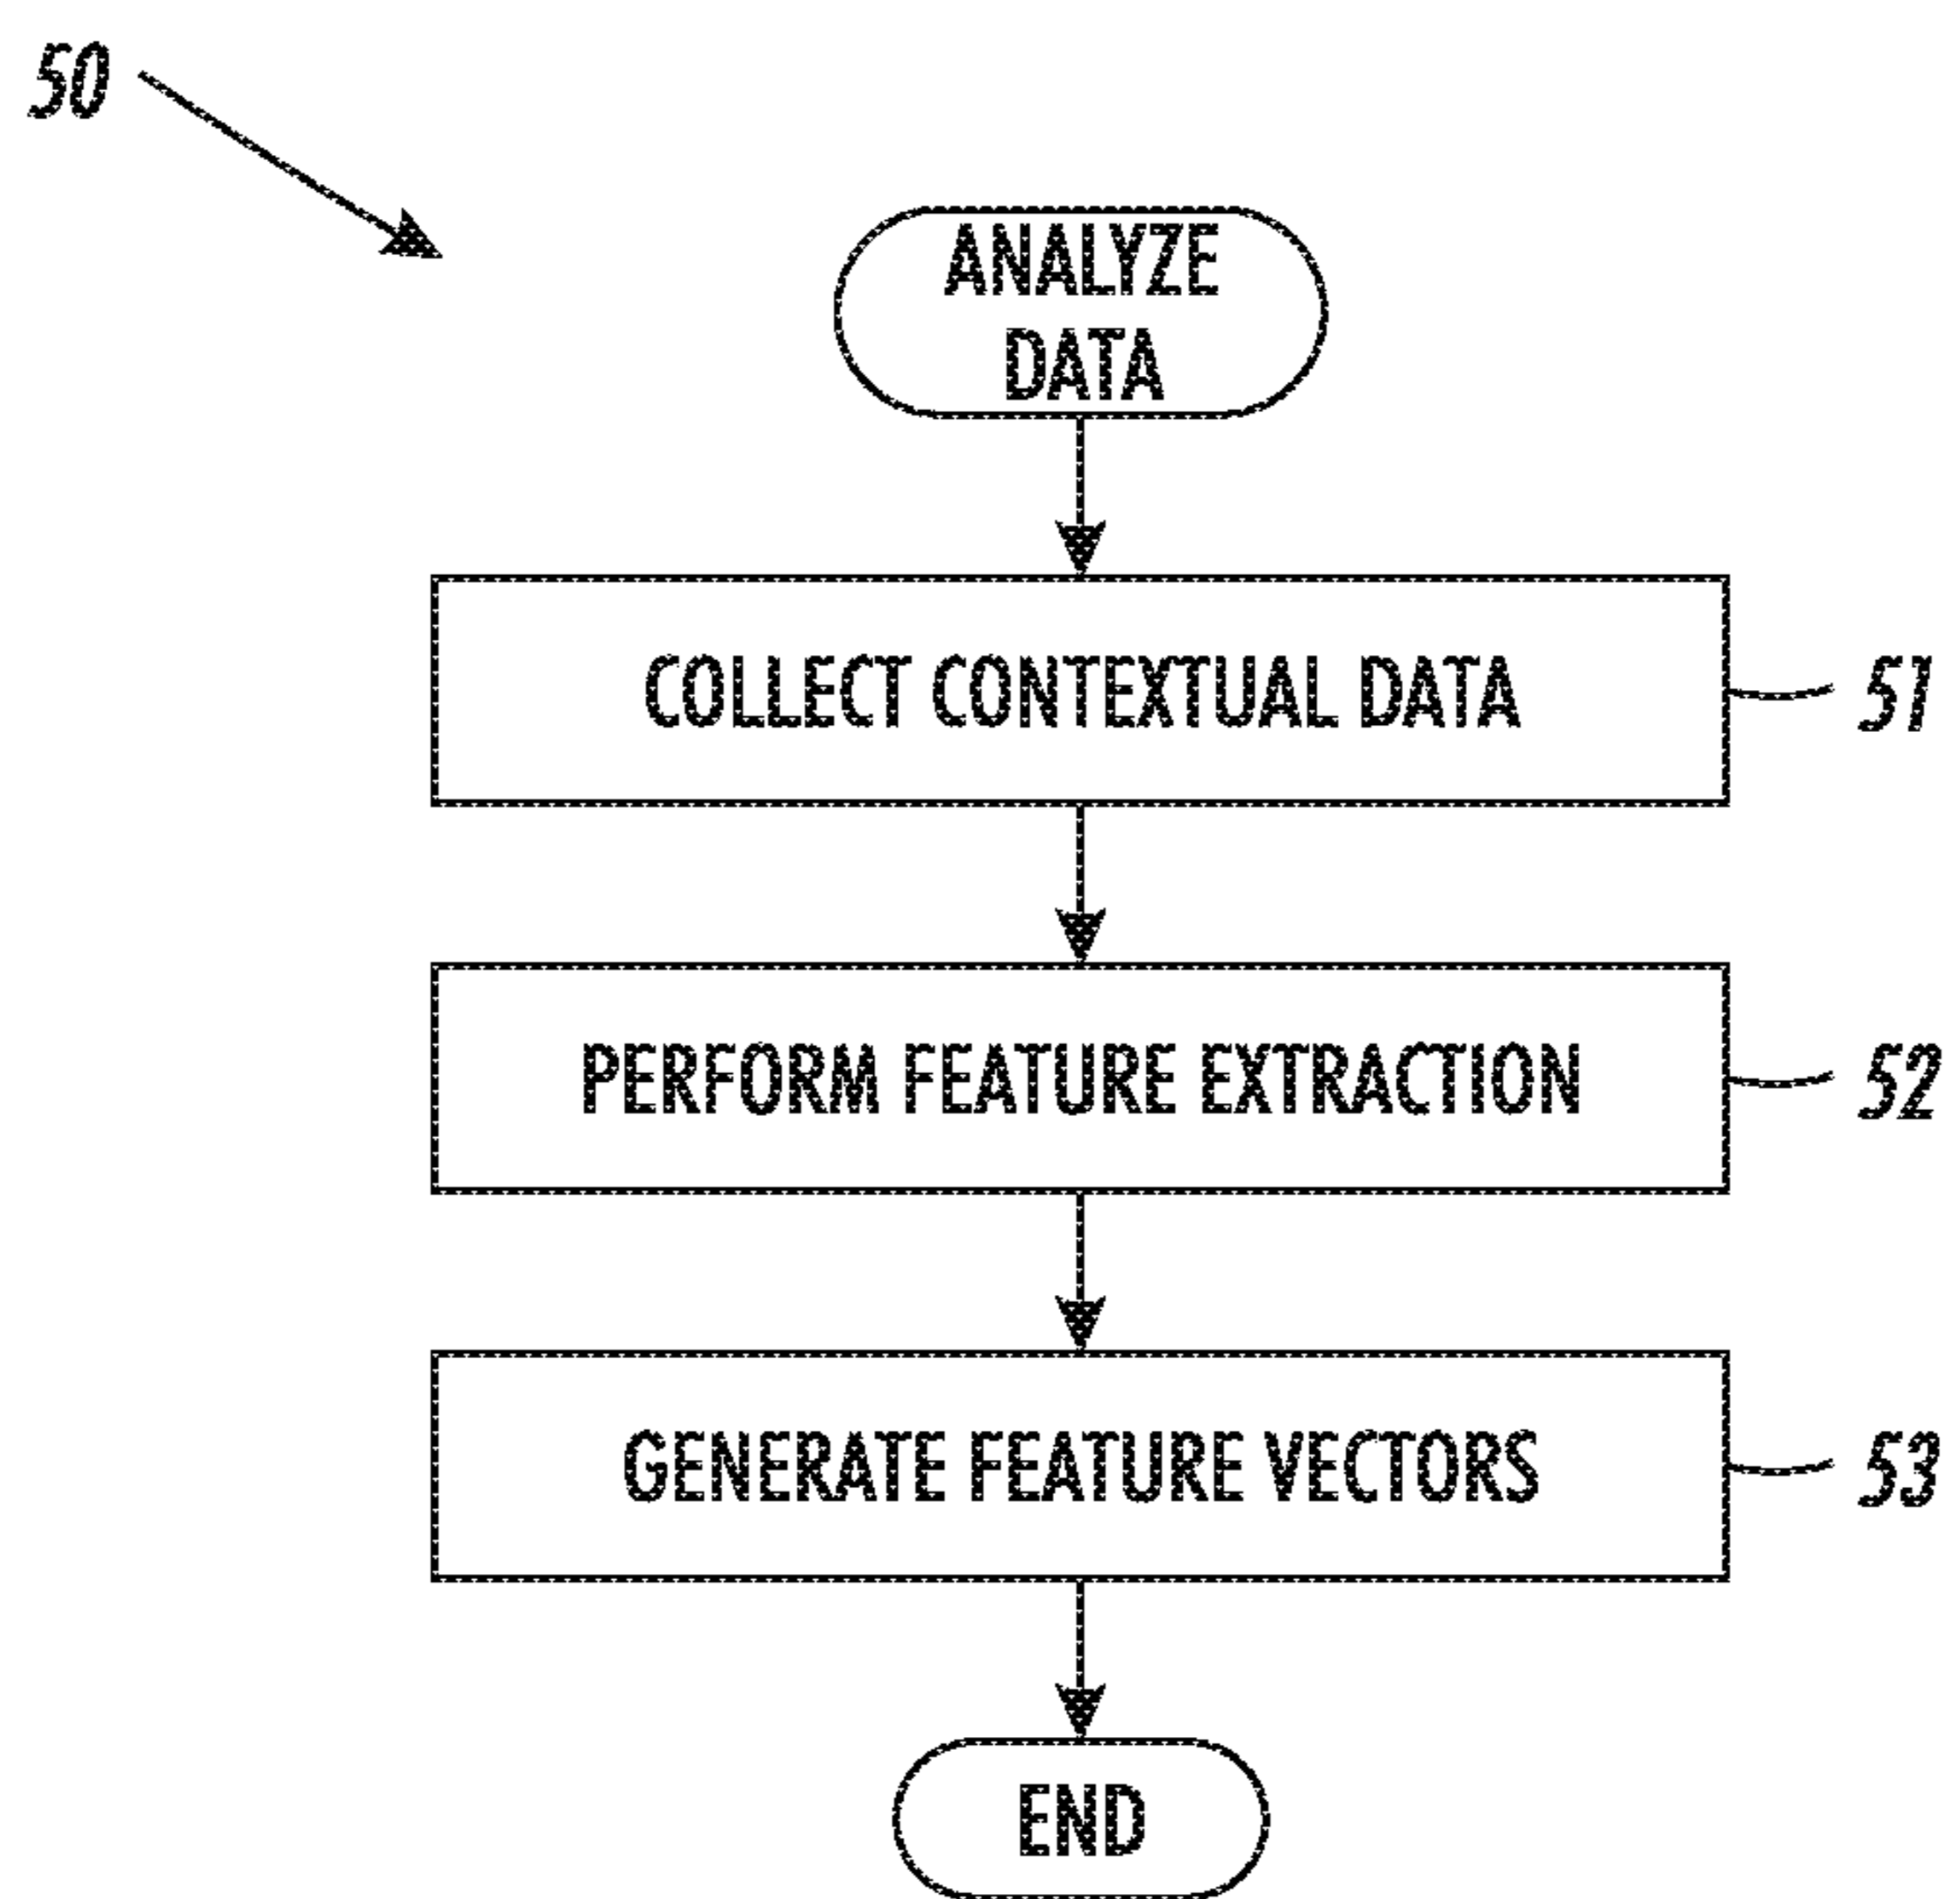 50
ANALYZE
DATA
COLLECT CONTEXTUAL DATA
51
PERFORM FEATURE EXTRACTION
52
GENERATE FEATURE VECTORS
53
END